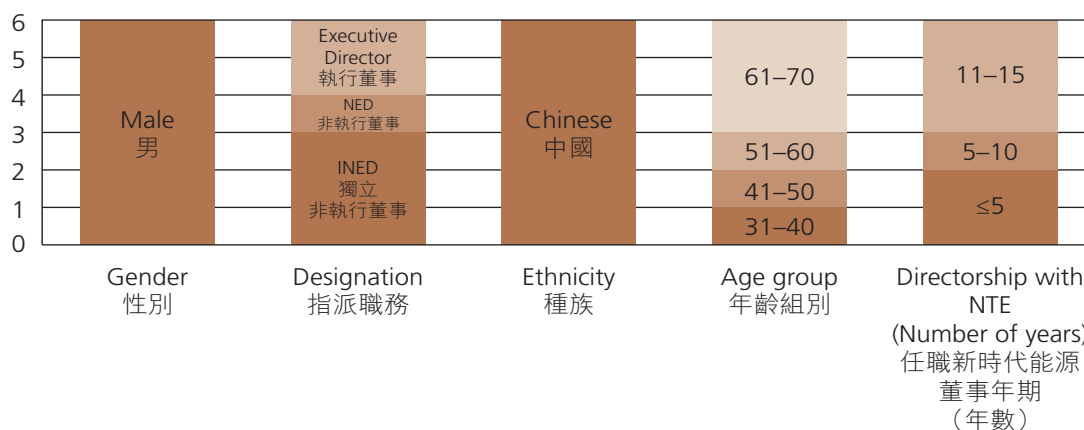 6
5
4
3
2
1
0
Male
男
Executive
Director
執行董事
NED
非執行董事
INED
獨立
非執行董事
Chinese
中國
61–70
51–60
41–50
31–40
11–15
5–10
≤5
Gender
性別
Designation
指派職務
Ethnicity
種族
Age group
年齡組別
Directorship with
NTE
(Number of years)
任職新時代能源
董事年期
（年數）